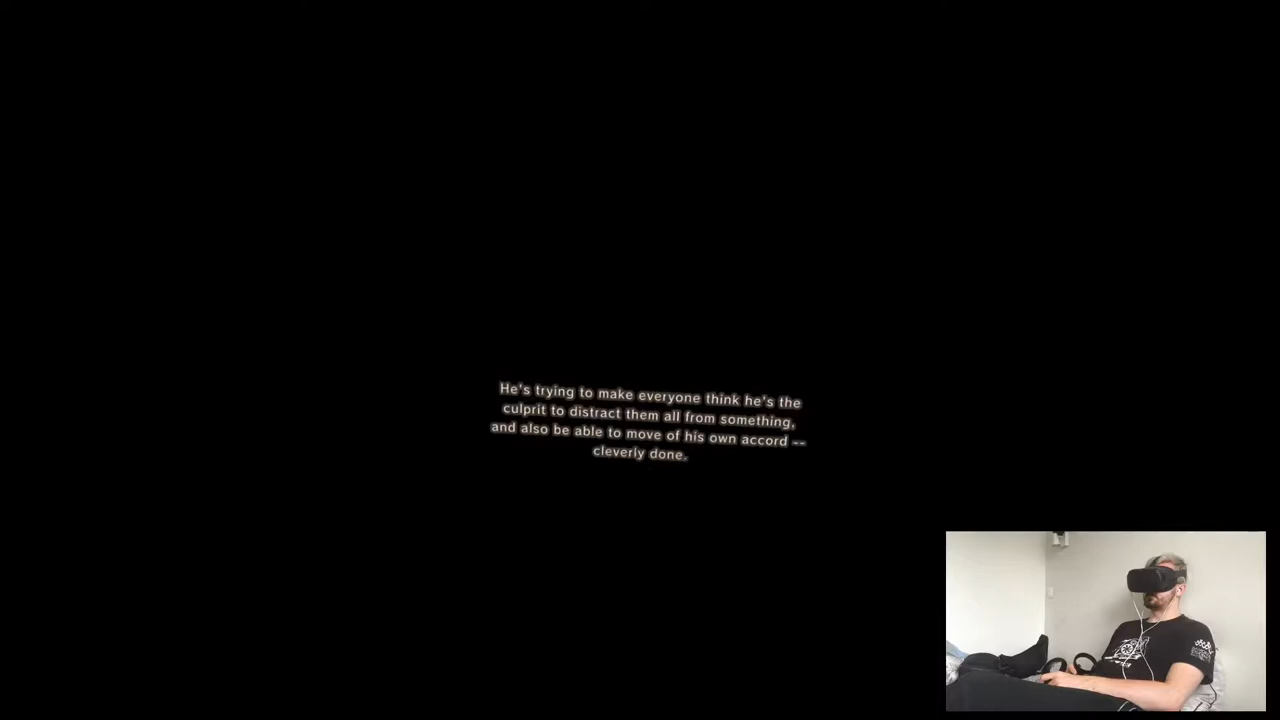 He's trying to make everyone think he's the
culprit to distract them all from something,
and also be able to move of his own accord --
cleverly done.